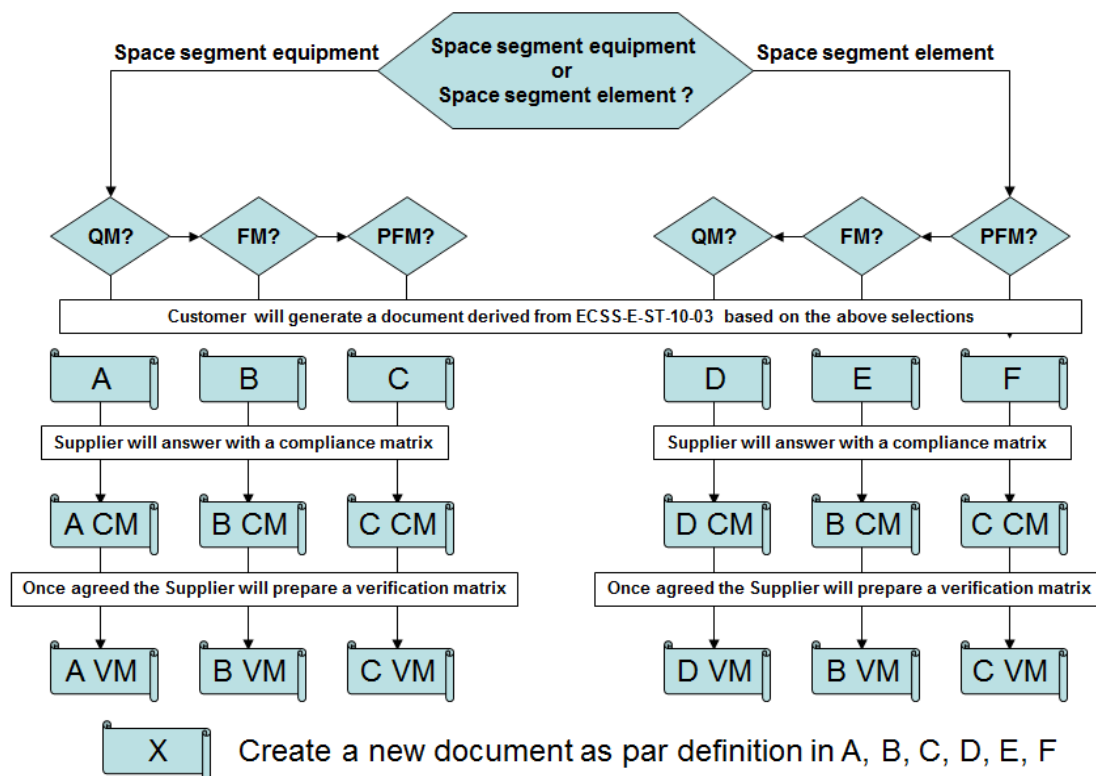 Space segment equipment
Space segment equipment
or
Space segment element ?
Space segment element
QM?
FM?
PFM?
QM?
FM?
PFM?
Customer will generate a document derived from ECSS-E-ST-10-03 based on the above selections
A
B
C
D
E
F
Supplier will answer with a compliance matrix
Supplier will answer with a compliance matrix
A CM
B CM
C CM
D CM
B CM
C CM
Once agreed the Supplier will prepare a verification matrix
Once agreed the Supplier will prepare a verification matrix
A VM
B VM
C VM
D VM
B VM
C VM
X
Create a new document as par definition in A, B, C, D, E, F